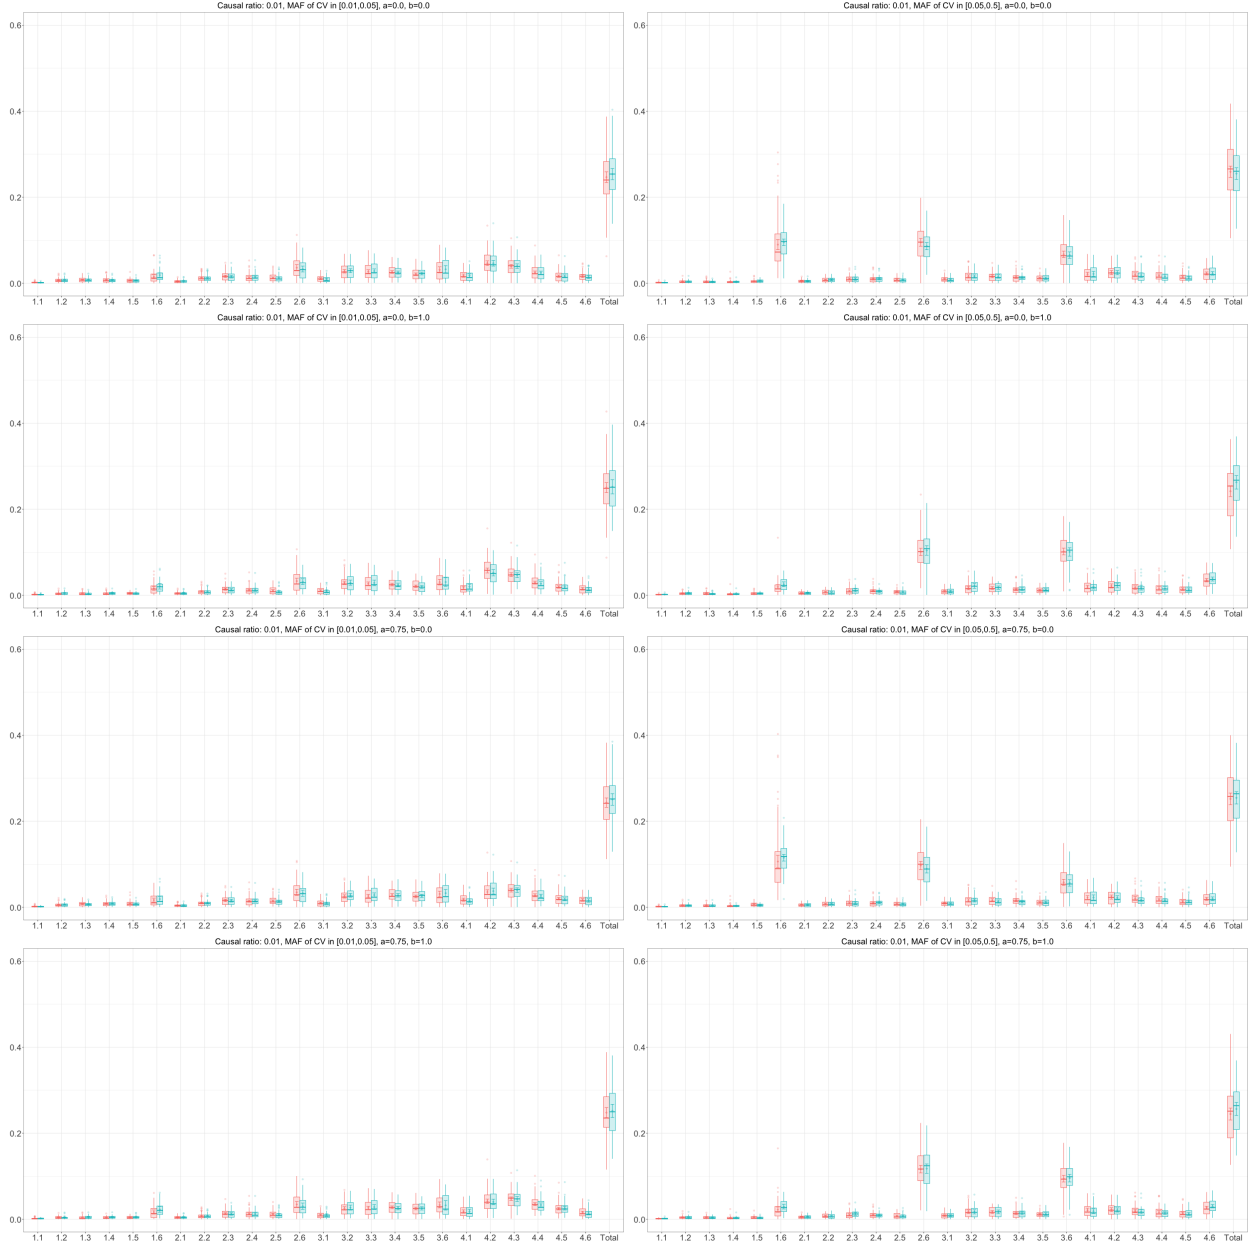 Causal ratio: 0.01, MAF of CV in [0.01,0.05], a=0.0, b=0.0
0.6
0.4
0.2
0.0
1.1 1.2 1.3 1.4 1.5 1.6 2.1 2.2 2.3 2.4 2.5 2.6 3.1 3.2 3.3 3.4 3.5 3.6 4.1 4.2 4.3 4.4 4.5 4.6 Total
Causal ratio: 0.01, MAF of CV in [0.05,0.5], a=0.0, b=0.0
0.6
0.4
0.2
0.0
1.1 1.2 1.3 1.4 1.5 1.6 2.1 2.2 2.3 2.4 2.5 2.6 3.1 3.2 3.3 3.4 3.5 3.6 4.1 4.2 4.3 4.4 4.5 4.6 Total
Causal ratio: 0.01, MAF of CV in [0.01,0.05], a=0.0, b=1.0
0.6
0.4
0.2
0.0
1.1 1.2 1.3 1.4 1.5 1.6 2.1 2.2 2.3 2.4 2.5 2.6 3.1 3.2 3.3 3.4 3.5 3.6 4.1 4.2 4.3 4.4 4.5 4.6 Total
Causal ratio: 0.01, MAF of CV in [0.05,0.5], a=0.0, b=1.0
0.6
0.4
0.2
0.0
1.1 1.2 1.3 1.4 1.5 1.6 2.1 2.2 2.3 2.4 2.5 2.6 3.1 3.2 3.3 3.4 3.5 3.6 4.1 4.2 4.3 4.4 4.5 4.6 Total
Causal ratio: 0.01, MAF of CV in [0.01,0.05], a=0.75, b=0.0
0.6
0.4
0.2
0.0
1.1 1.2 1.3 1.4 1.5 1.6 2.1 2.2 2.3 2.4 2.5 2.6 3.1 3.2 3.3 3.4 3.5 3.6 4.1 4.2 4.3 4.4 4.5 4.6 Total
Causal ratio: 0.01, MAF of CV in [0.05,0.5], a=0.75, b=0.0
0.6
0.4
0.2
0.0
1.1 1.2 1.3 1.4 1.5 1.6 2.1 2.2 2.3 2.4 2.5 2.6 3.1 3.2 3.3 3.4 3.5 3.6 4.1 4.2 4.3 4.4 4.5 4.6 Total
Causal ratio: 0.01, MAF of CV in [0.01,0.05], a=0.75, b=1.0
0.6
0.4
0.2
0.0
1.1 1.2 1.3 1.4 1.5 1.6 2.1 2.2 2.3 2.4 2.5 2.6 3.1 3.2 3.3 3.4 3.5 3.6 4.1 4.2 4.3 4.4 4.5 4.6 Total
Causal ratio: 0.01, MAF of CV in [0.05,0.5], a=0.75, b=1.0
0.6
0.4
0.2
0.0
1.1 1.2 1.3 1.4 1.5 1.6 2.1 2.2 2.3 2.4 2.5 2.6 3.1 3.2 3.3 3.4 3.5 3.6 4.1 4.2 4.3 4.4 4.5 4.6 Total